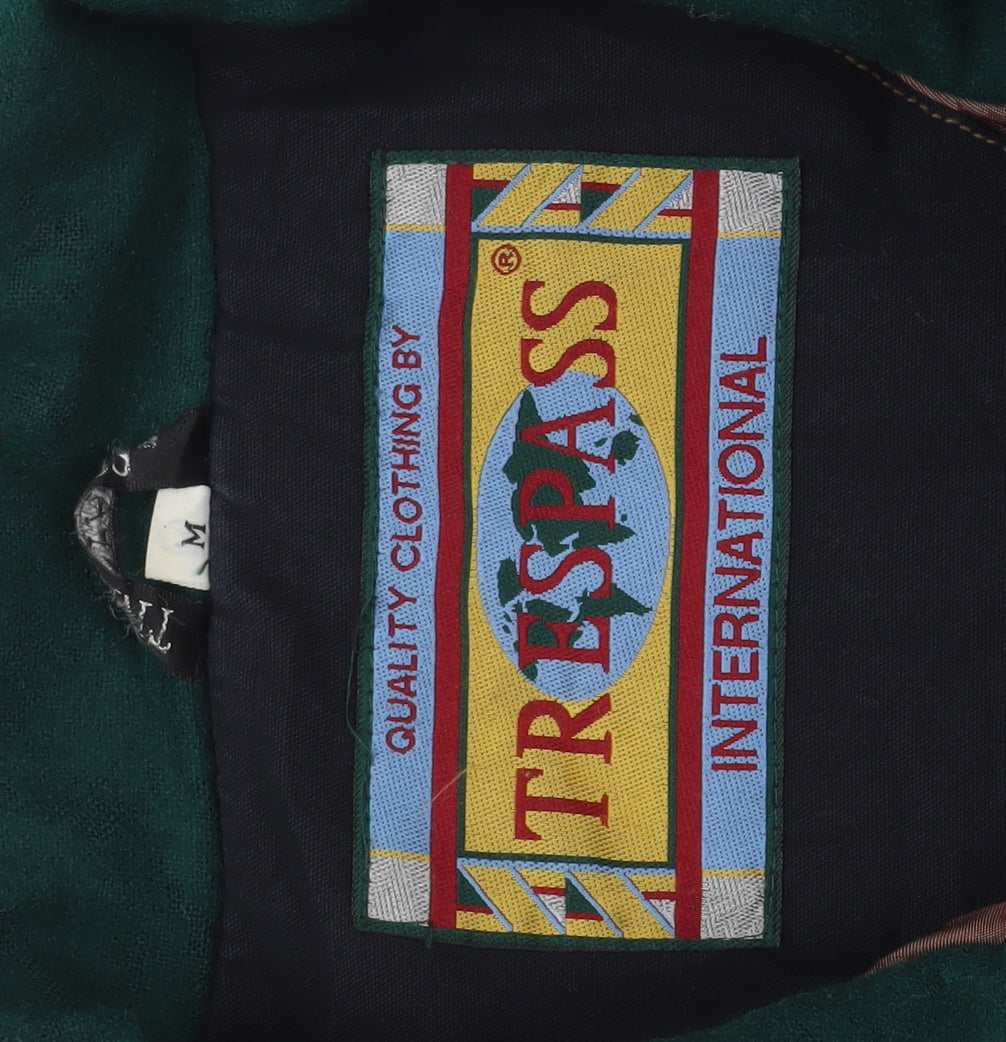 QUALITY CLOTHING BY
TRESPASS®
INTERNATIONAL
M